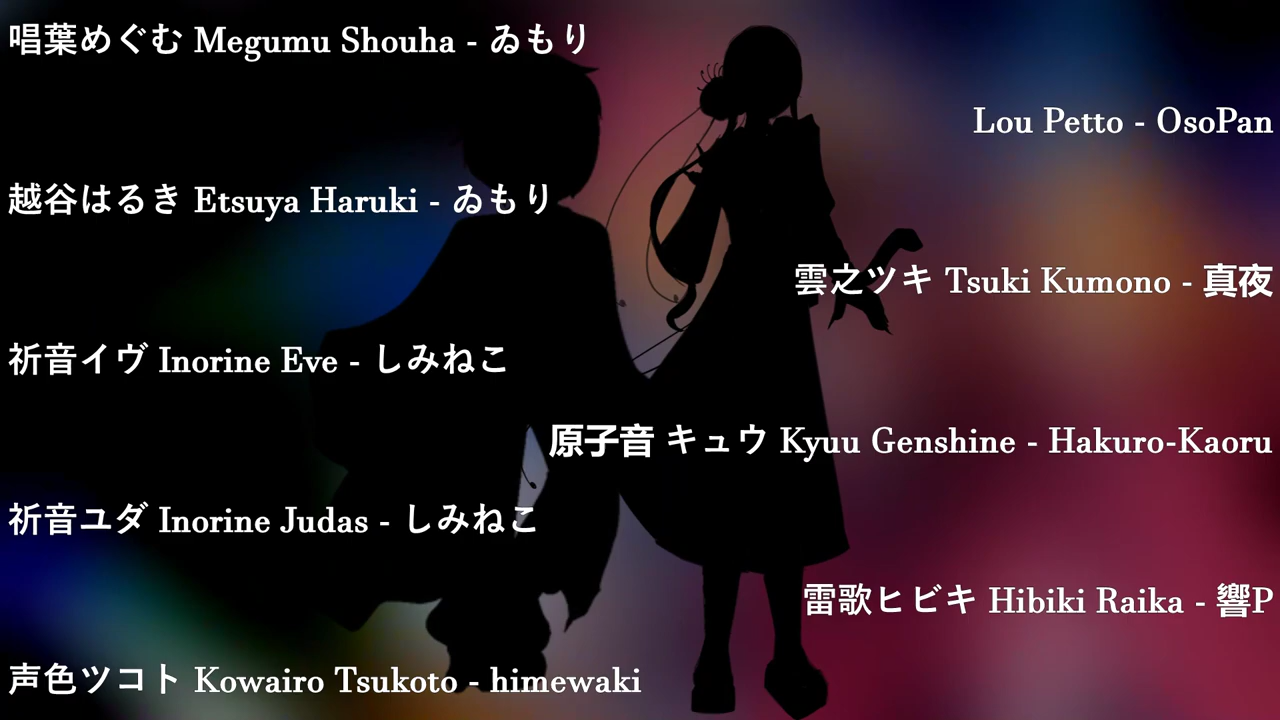 唱葉めぐむ Megumu Shouha - ゐもり
Lou Petto - OsoPan
越谷はるき Etsuya Haruki - ゐもり
雲之ツキ Tsuki Kumono - 真夜
祈音イヴ Inorine Eve - しみねこ
原子音 キュウ Kyuu Genshine - Hakuro-Kaoru
祈音ユダ Inorine Judas - しみねこ
雷歌ヒビキ Hibiki Raika - 響P
声色ツコト Kowairo Tsukoto - himewaki